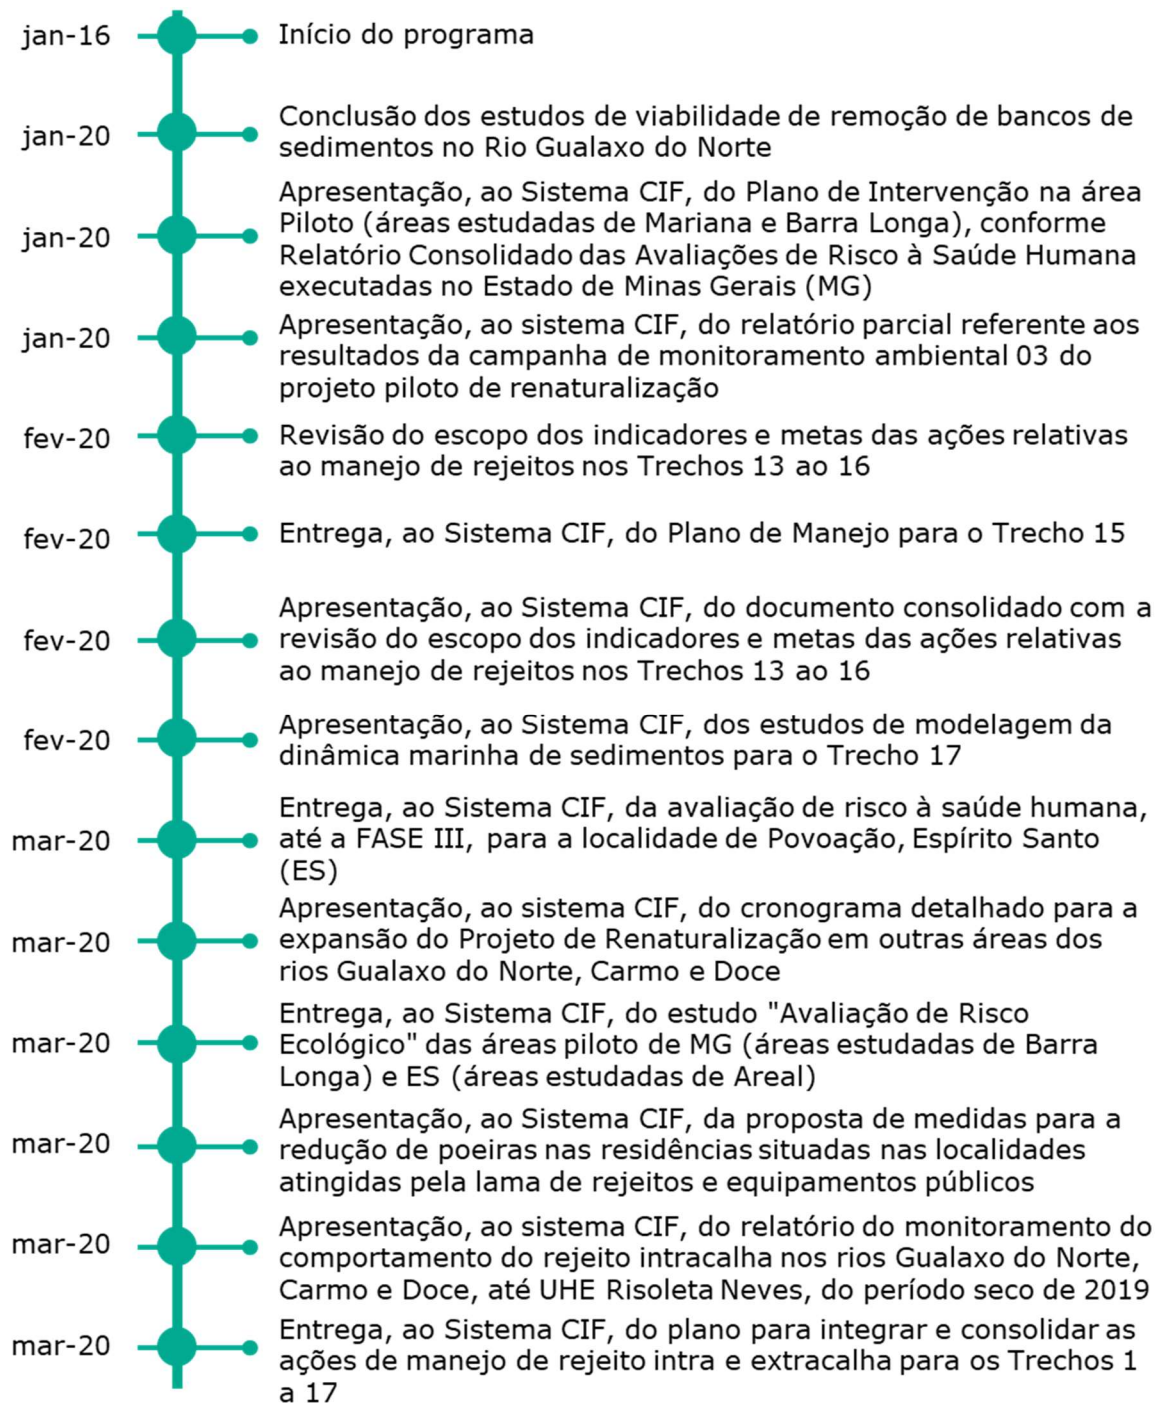 jan-16
Início do programa
jan-20
Conclusão dos estudos de viabilidade de remoção de bancos de
sedimentos no Rio Gualaxo do Norte
jan-20
Apresentação, ao Sistema CIF, do Plano de Intervenção na área
Piloto (áreas estudadas de Mariana e Barra Longa), conforme
Relatório Consolidado das Avaliações de Risco à Saúde Humana
executadas no Estado de Minas Gerais (MG)
jan-20
Apresentação, ao sistema CIF, do relatório parcial referente aos
resultados da campanha de monitoramento ambiental 03 do
projeto piloto de renaturalização
fev-20
Revisão do escopo dos indicadores e metas das ações relativas
ao manejo de rejeitos nos Trechos 13 ao 16
fev-20
Entrega, ao Sistema CIF, do Plano de Manejo para o Trecho 15
fev-20
Apresentação, ao Sistema CIF, do documento consolidado com a
revisão do escopo dos indicadores e metas das ações relativas
ao manejo de rejeitos nos Trechos 13 ao 16
fev-20
Apresentação, ao Sistema CIF, dos estudos de modelagem da
dinâmica marinha de sedimentos para o Trecho 17
mar-20
Entrega, ao Sistema CIF, da avaliação de risco à saúde humana,
até a FASE III, para a localidade de Povoação, Espírito Santo
(ES)
mar-20
Apresentação, ao sistema CIF, do cronograma detalhado para a
expansão do Projeto de Renaturalização em outras áreas dos
rios Gualaxo do Norte, Carmo e Doce
mar-20
Entrega, ao Sistema CIF, do estudo "Avaliação de Risco
Ecológico" das áreas piloto de MG (áreas estudadas de Barra
Longa) e ES (áreas estudadas de Areal)
mar-20
Apresentação, ao Sistema CIF, da proposta de medidas para a
redução de poeiras nas residências situadas nas localidades
atingidas pela lama de rejeitos e equipamentos públicos
mar-20
Apresentação, ao sistema CIF, do relatório do monitoramento do
comportamento do rejeito intracalha nos rios Gualaxo do Norte,
Carmo e Doce, até UHE Risoleta Neves, do período seco de 2019
mar-20
Entrega, ao Sistema CIF, do plano para integrar e consolidar as
ações de manejo de rejeito intra e extracalha para os Trechos 1
a 17